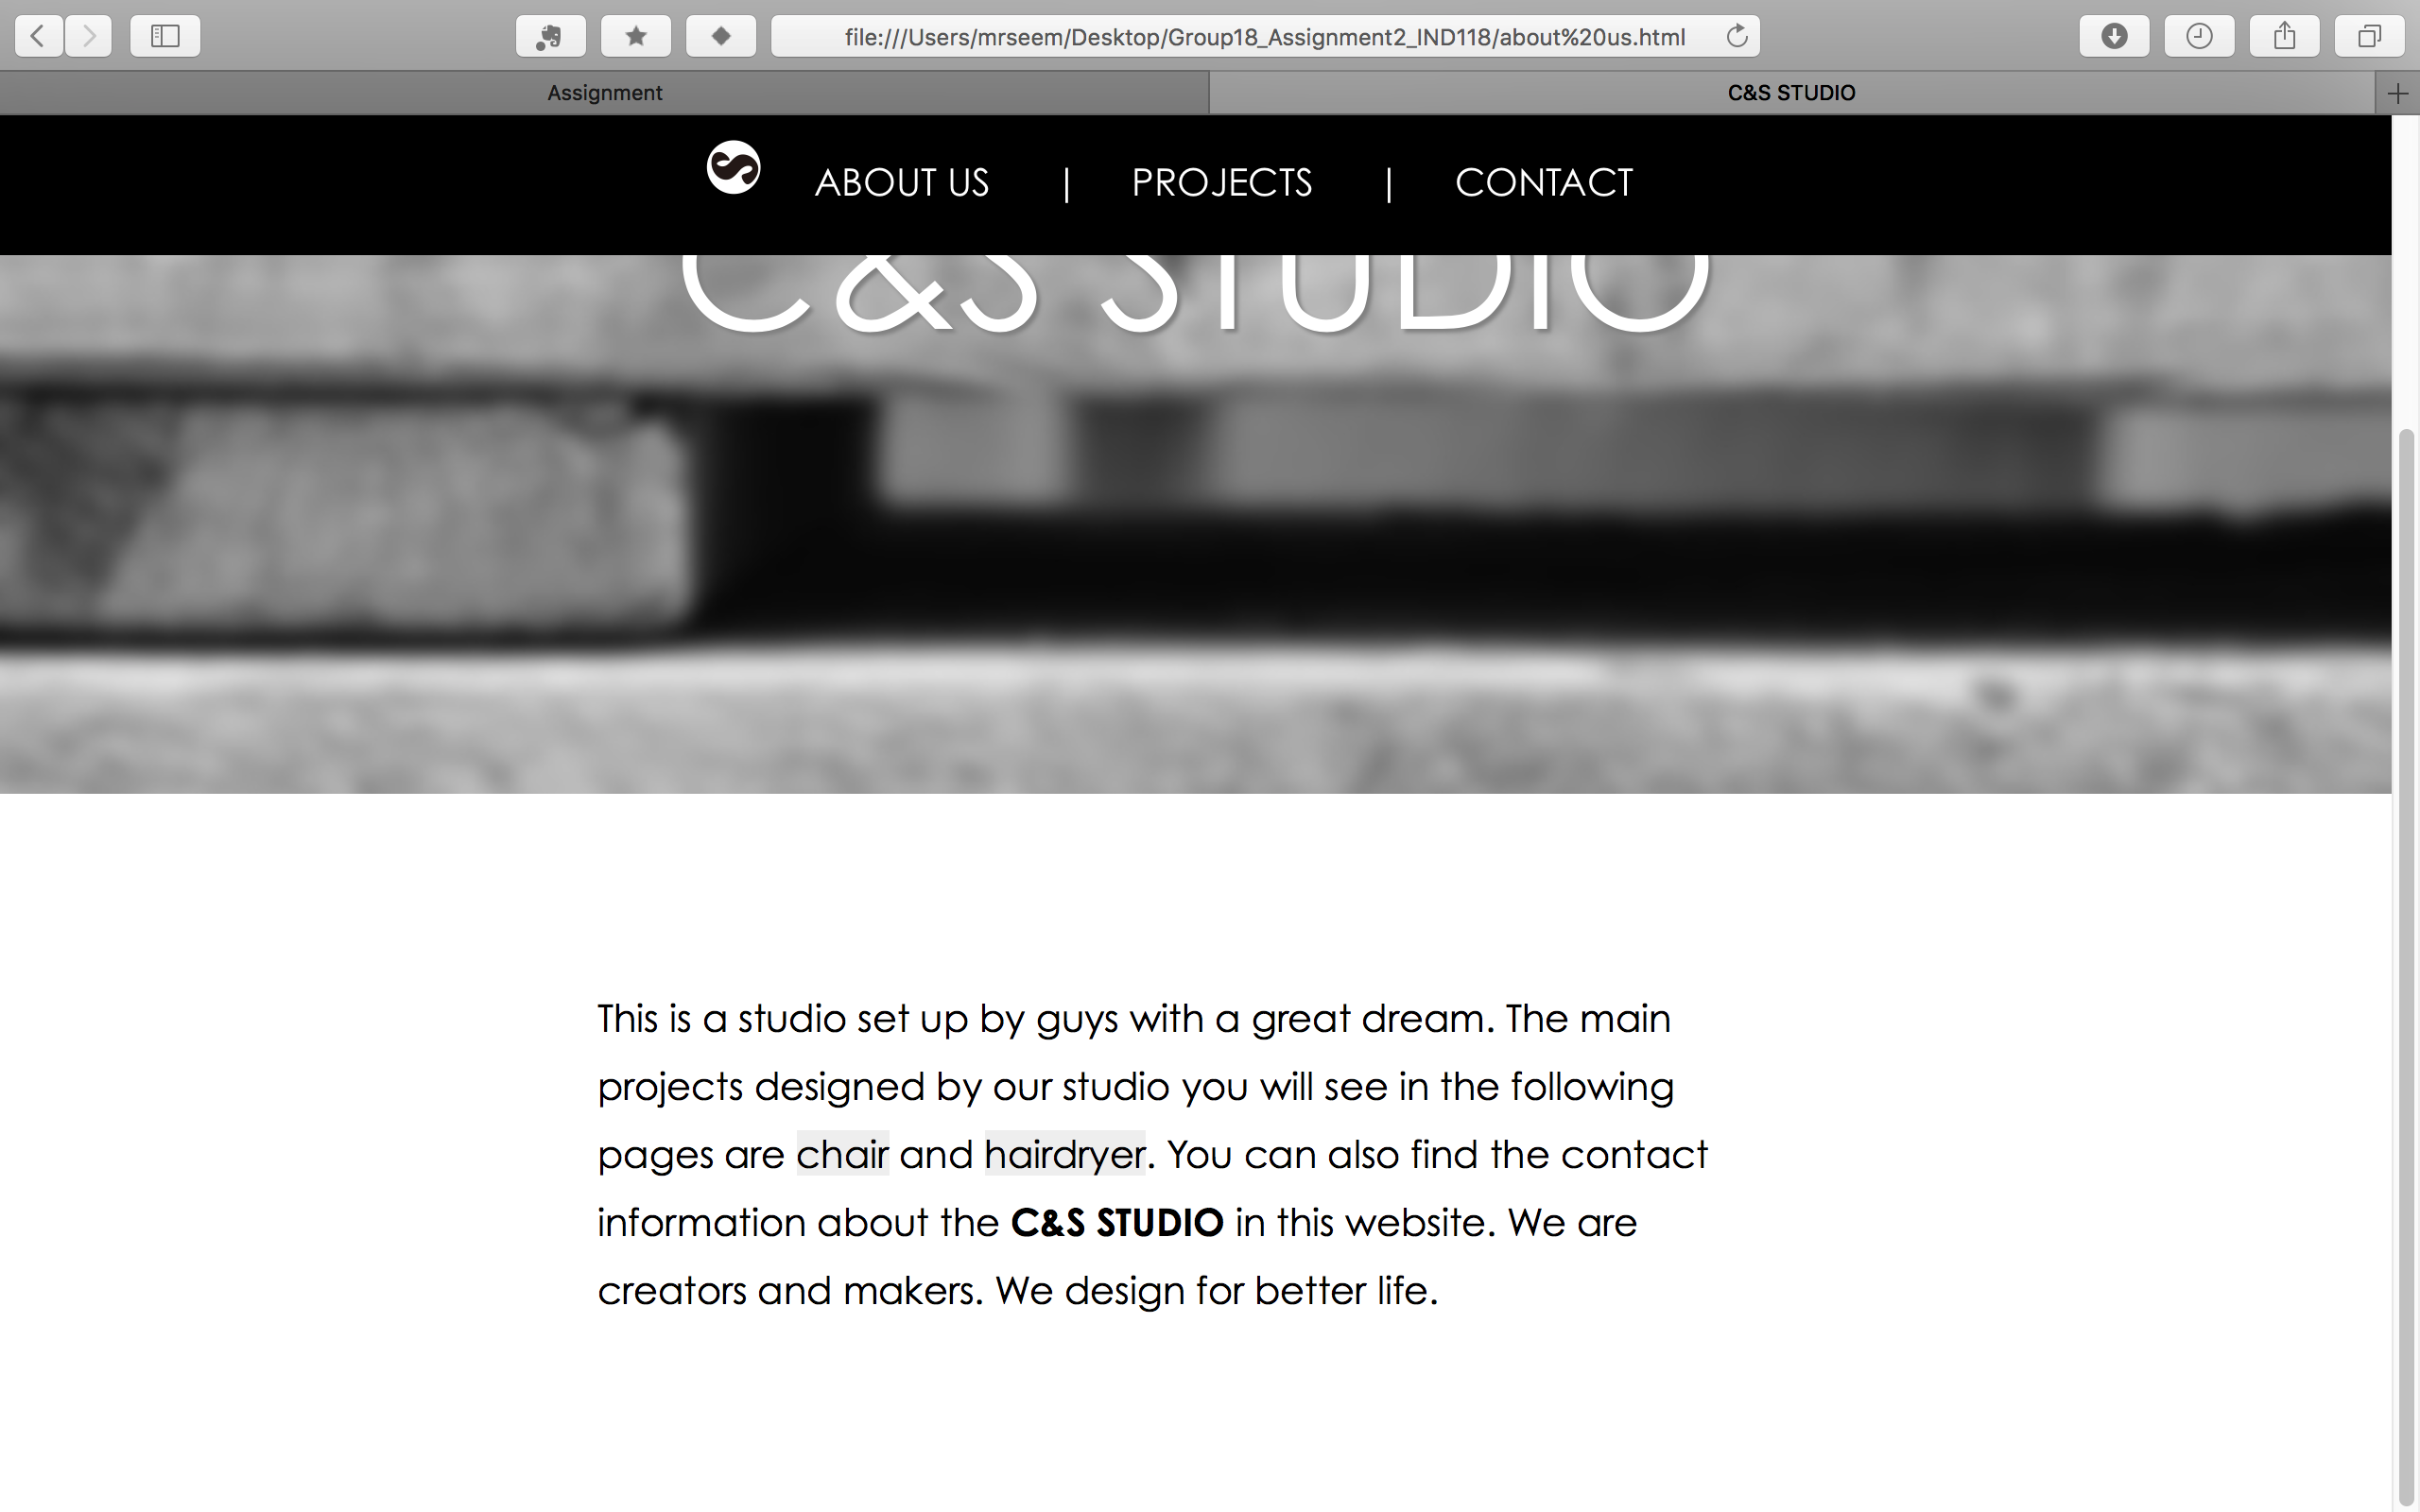 file:///Users/mrseem/Desktop/Group18_Assignment2_IND118/about%20us.html
Assignment
C&S STUDIO
ABOUT US | PROJECTS | CONTACT
C&S STUDIO
This is a studio set up by guys with a great dream. The main
projects designed by our studio you will see in the following
pages are chair and hairdryer. You can also find the contact
information about the C&S STUDIO in this website. We are
creators and makers. We design for better life.